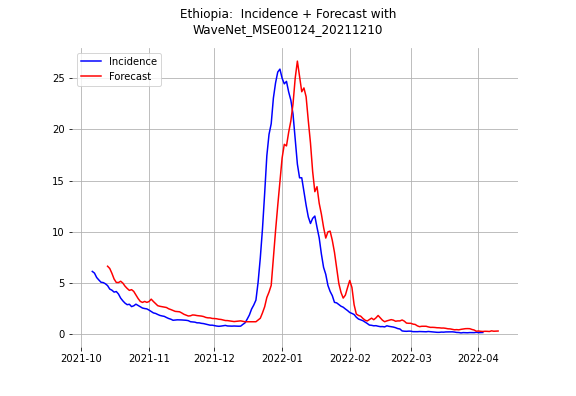 Ethiopia:  Incidence + Forecast with
WaveNet_MSE00124_20211210
Incidence
Forecast
25
20
15
10
5
0
2021-10 2021-11 2021-12 2022-01 2022-02 2022-03 2022-04